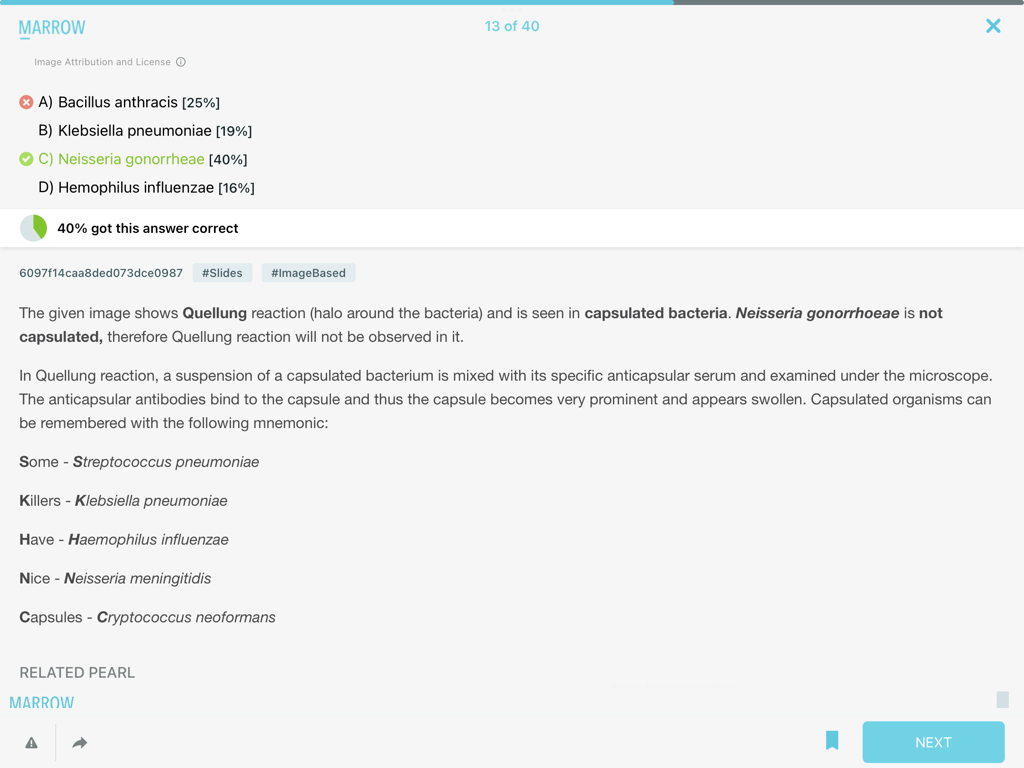 MARROW
13 of 40
Image Attribution and License
A) Bacillus anthracis [25%]
B) Klebsiella pneumoniae [19%]
C) Neisseria gonorrheae [40%]
D) Hemophilus influenzae [16%]
40% got this answer correct
6097f14caa8ded073dce0987 #Slides #ImageBased
The given image shows Quellung reaction (halo around the bacteria) and is seen in capsulated bacteria. Neisseria gonorrhoeae is not
capsulated, therefore Quellung reaction will not be observed in it.
In Quellung reaction, a suspension of a capsulated bacterium is mixed with its specific anticapsular serum and examined under the microscope.
The anticapsular antibodies bind to the capsule and thus the capsule becomes very prominent and appears swollen. Capsulated organisms can
be remembered with the following mnemonic:
Some - Streptococcus pneumoniae
Killers - Klebsiella pneumoniae
Have - Haemophilus influenzae
Nice - Neisseria meningitidis
Capsules - Cryptococcus neoformans
RELATED PEARL
MARROW
NEXT